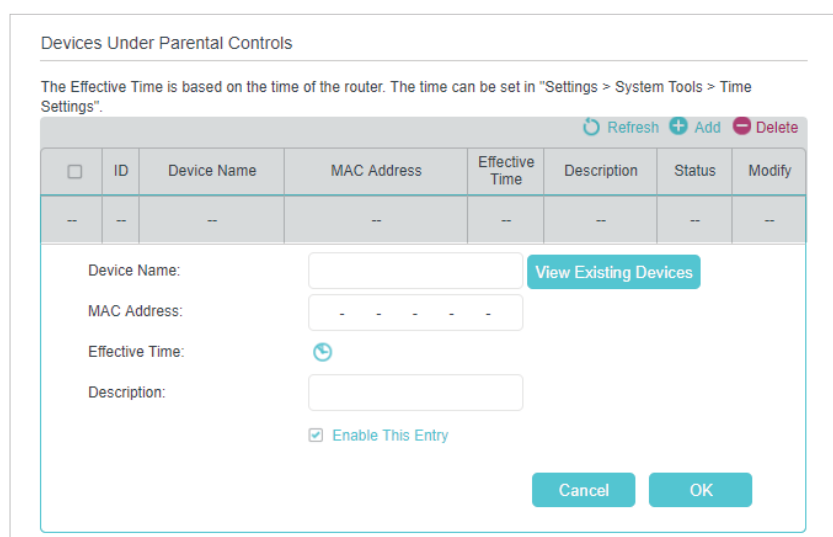 Devices Under Parental Controls
The Effective Time is based on the time of the router. The time can be set in "Settings > System Tools > Time
Settings".
Refresh Add Delete
ID Device Name MAC Address Effective Time Description Status Modify
-- -- -- -- -- -- -- --
Device Name: View Existing Devices
MAC Address: - - - - -
Effective Time:
Description:
Enable This Entry
Cancel OK